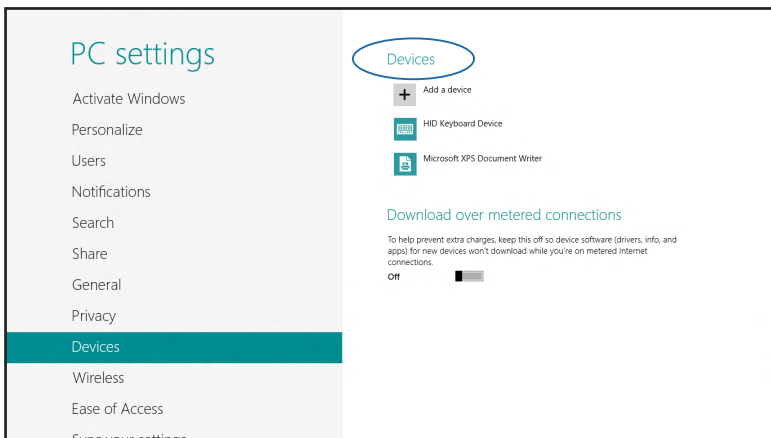 PC settings
Activate Windows
Personalize
Users
Notifications
Search
Share
General
Privacy
Devices
Wireless
Ease of Access
Sync your settings
Devices
Add a device
HID Keyboard Device
Microsoft XPS Document Writer
Download over metered connections
To help prevent extra charges, keep this off so device software (drivers, info, and
apps) for new devices won't download while you're on metered Internet
connections.
Off